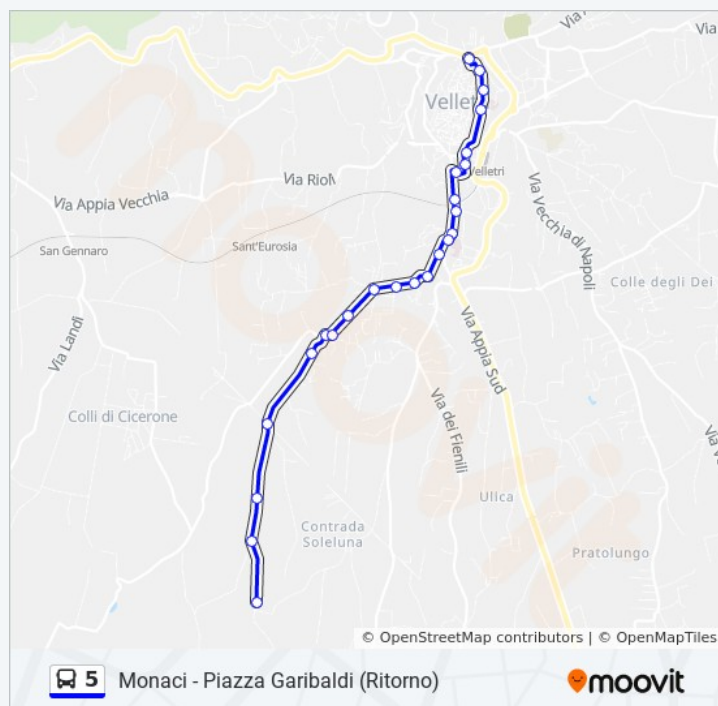 Via
Via
Velletri
Velletri
Via Riol
Via Appia Vecchia
Via Vecchia di Napoli
San Gennaro
Sant'Eurosia
Colle degli Dei
Via Landi
Via Appia Sud
Colli di Cicerone
Via dei Fienili
Ulica
Contrada
Soleluna
Pratolungo
© OpenStreetMap contributors | © OpenMapTiles
5 Monaci - Piazza Garibaldi (Ritorno)
moovit